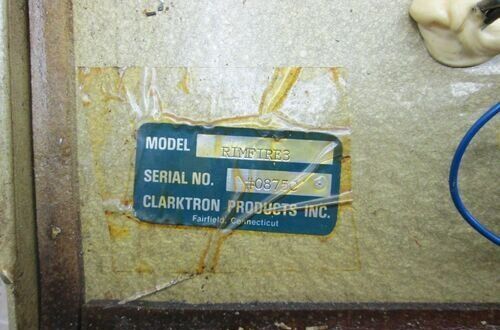 MODEL RIMFIRE3
SERIAL NO.
CLARKTRON PRODUCTS INC.
Fairfield, Connecticut